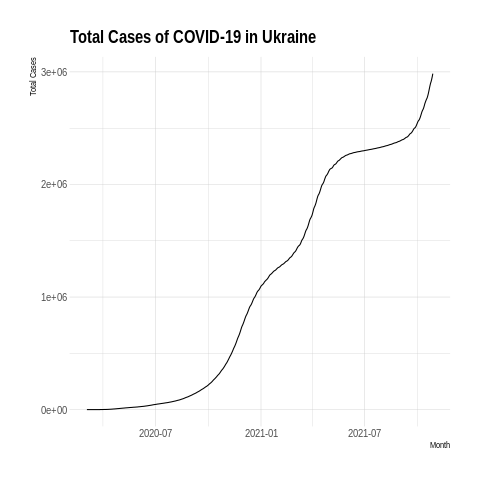 Total Cases of COVID-19 in Ukraine
Total Cases
3e+06
2e+06
1e+06
0e+00
2020-07
2021-01
2021-07
Month